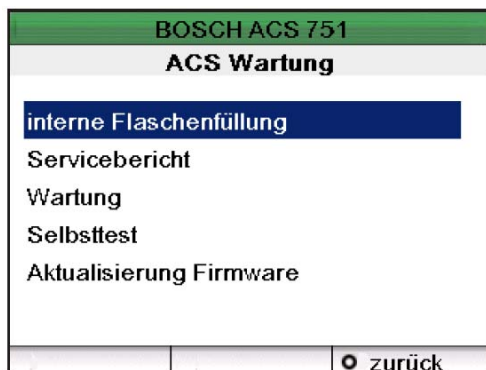 BOSCH ACS 751
ACS Wartung
interne Flaschenfüllung
Servicebericht
Wartung
Selbsttest
Aktualisierung Firmware
zurück